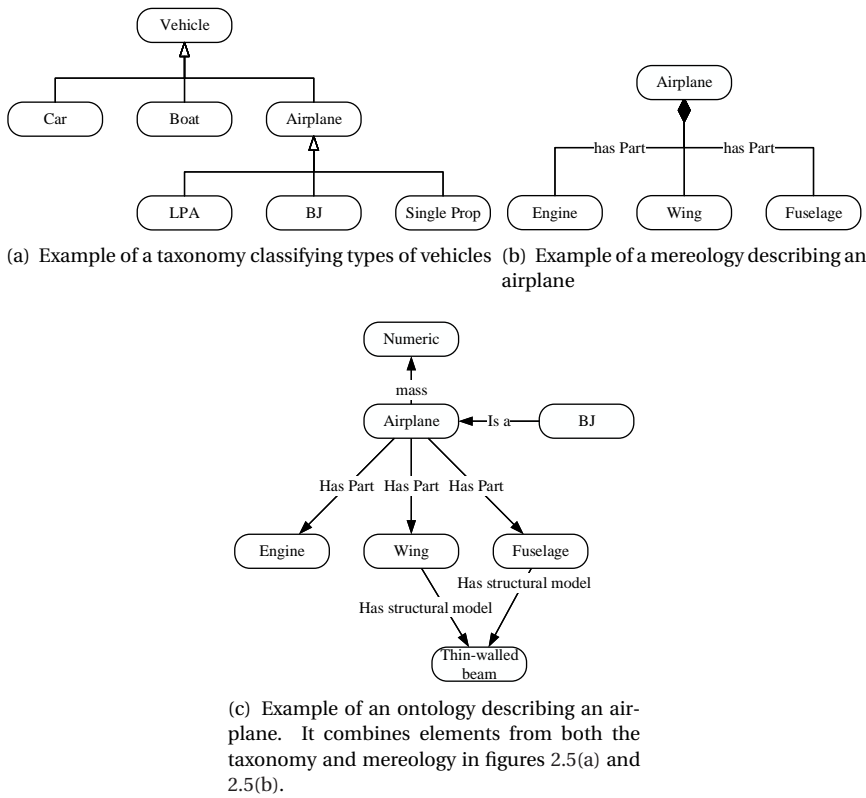 Vehicle
Car
Boat
Airplane
LPA
BJ
Single Prop
(a) Example of a taxonomy classifying types of vehicles
Airplane
has Part
has Part
Engine
Wing
Fuselage
(b) Example of a mereology describing an
airplane
Numeric
mass
Airplane
Is a
BJ
Has Part
Has Part
Has Part
Engine
Wing
Fuselage
Has structural model
Has structural model
Thin-walled
beam
(c) Example of an ontology describing an air-
plane. It combines elements from both the
taxonomy and mereology in figures 2.5(a) and
2.5(b).